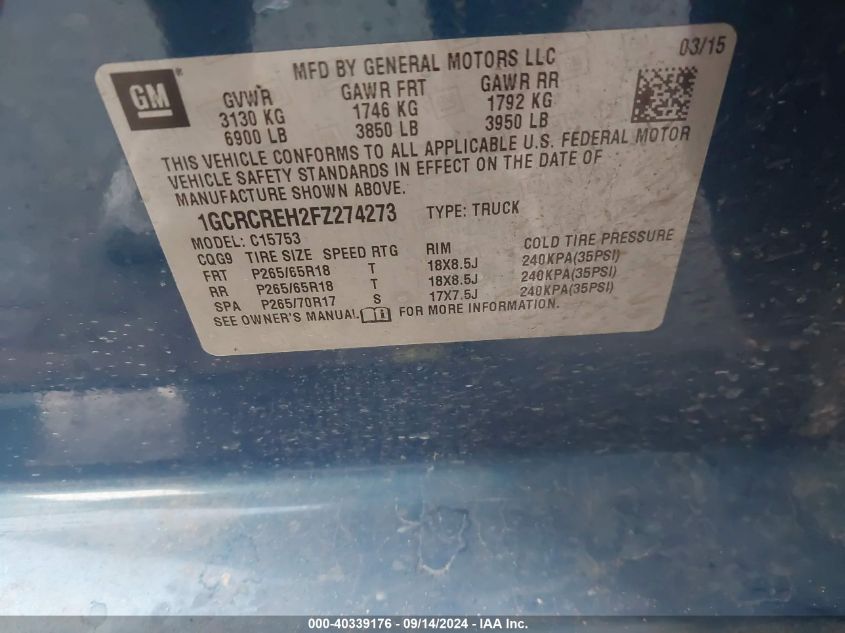 MFD BY GENERAL MOTORS LLC 03/15
GM
GVWR GAWR FRT GAWR RR
3130 KG 1746 KG 1792 KG
6900 LB 3850 LB 3950 LB
THIS VEHICLE CONFORMS TO ALL APPLICABLE U.S. FEDERAL MOTOR
VEHICLE SAFETY STANDARDS IN EFFECT ON THE DATE OF
MANUFACTURE SHOWN ABOVE.
1GCRCREH2FZ274273 TYPE: TRUCK
MODEL: C15753
CQG9 TIRE SIZE SPEED RTG RIM COLD TIRE PRESSURE
FRT P265/65R18 T 18X8.5J 240KPA(35PSI)
RR P265/65R18 T 18X8.5J 240KPA(35PSI)
SPA P265/70R17 S 17X7.5J 240KPA(35PSI)
SEE OWNER'S MANUAL FOR MORE INFORMATION.
000 - 40339176 - 09/14/2024 - IAA Inc.